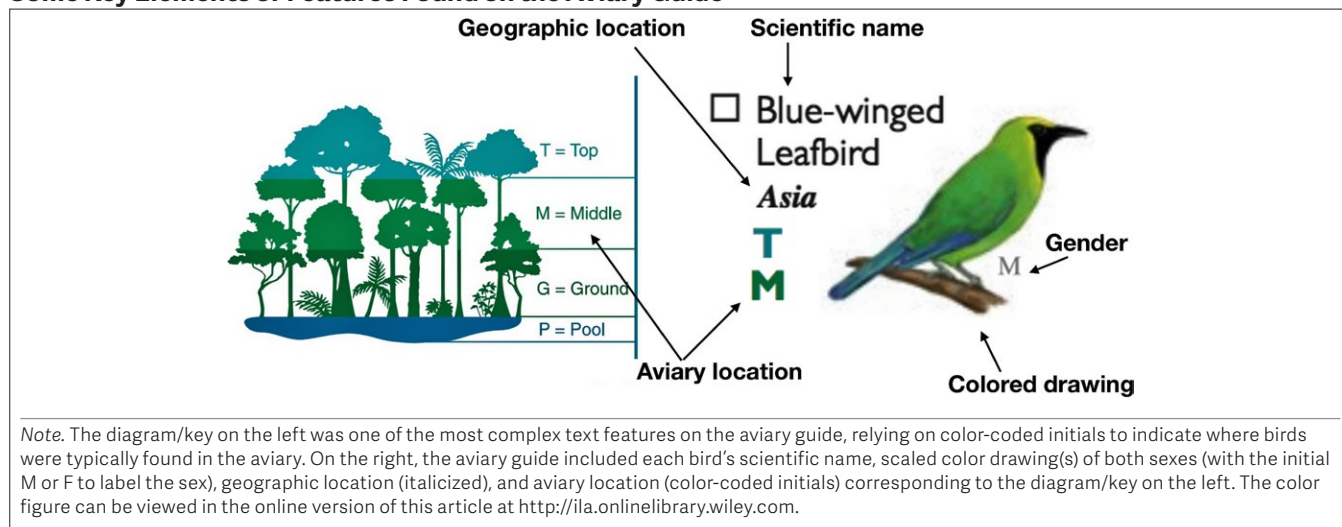 Geographic location
Scientific name
Blue-winged
Leafbird
Asia
T
M
T = Top
M = Middle
G = Ground
P = Pool
Gender
M
Aviary location
Colored drawing
Note. The diagram/key on the left was one of the most complex text features on the aviary guide, relying on color-coded initials to indicate where birds
were typically found in the aviary. On the right, the aviary guide included each bird's scientific name, scaled color drawing(s) of both sexes (with the initial
M or F to label the sex), geographic location (italicized), and aviary location (color-coded initials) corresponding to the diagram/key on the left. The color
figure can be viewed in the online version of this article at http://ila.onlinelibrary.wiley.com.